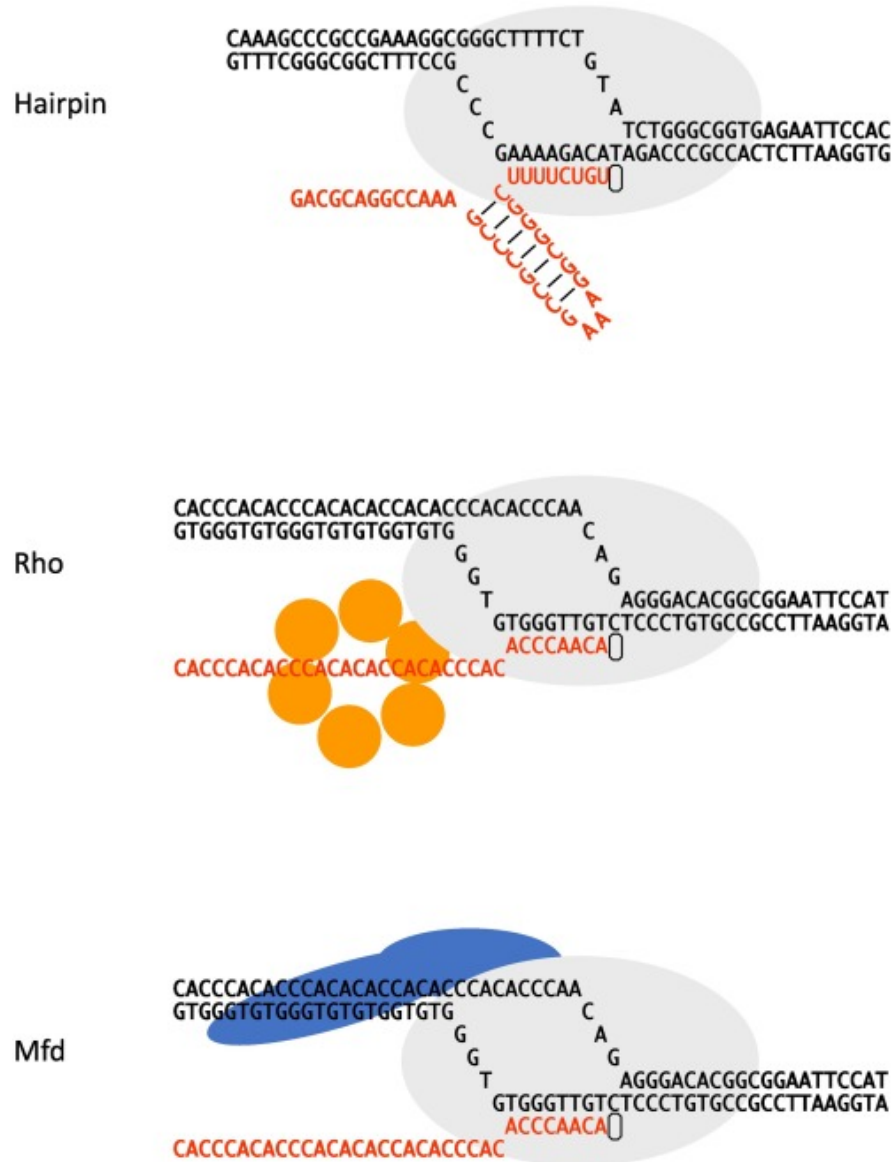 CAAAGCCCGCCGAAAGGCGGGCTTTTCT
GTTTCGGGCGGCTTTCCG G
C T
Hairpin
C A
C TCTGGGCGGTGAGAATTCCAC
GAAAAGACATAGACCCGCCACTCTTAAGGTG
UUUUCUGU
GACGCAGGCCAAA
GCCCGCCGAAAGGCGGGC
CACCCACACCCACACACCACACCCACACCCAA
GTGGGTGTGGGTGTGTGGTGTG C
G A
Rho
G G
T AGGGACACGGCGGAATTCCAT
GTGGGTTGTCTCCCTGTGCCGCCTTAAGGTA
ACCCAACA
CACCCACACCCACACACCACACCCAC
CACCCACACCCACACACCACACCCACACCCAA
GTGGGTGTGGGTGTGTGGTGTG C
G A
Mfd
G G
T AGGGACACGGCGGAATTCCAT
GTGGGTTGTCTCCCTGTGCCGCCTTAAGGTA
ACCCAACA
CACCCACACCCACACACCACACCCAC